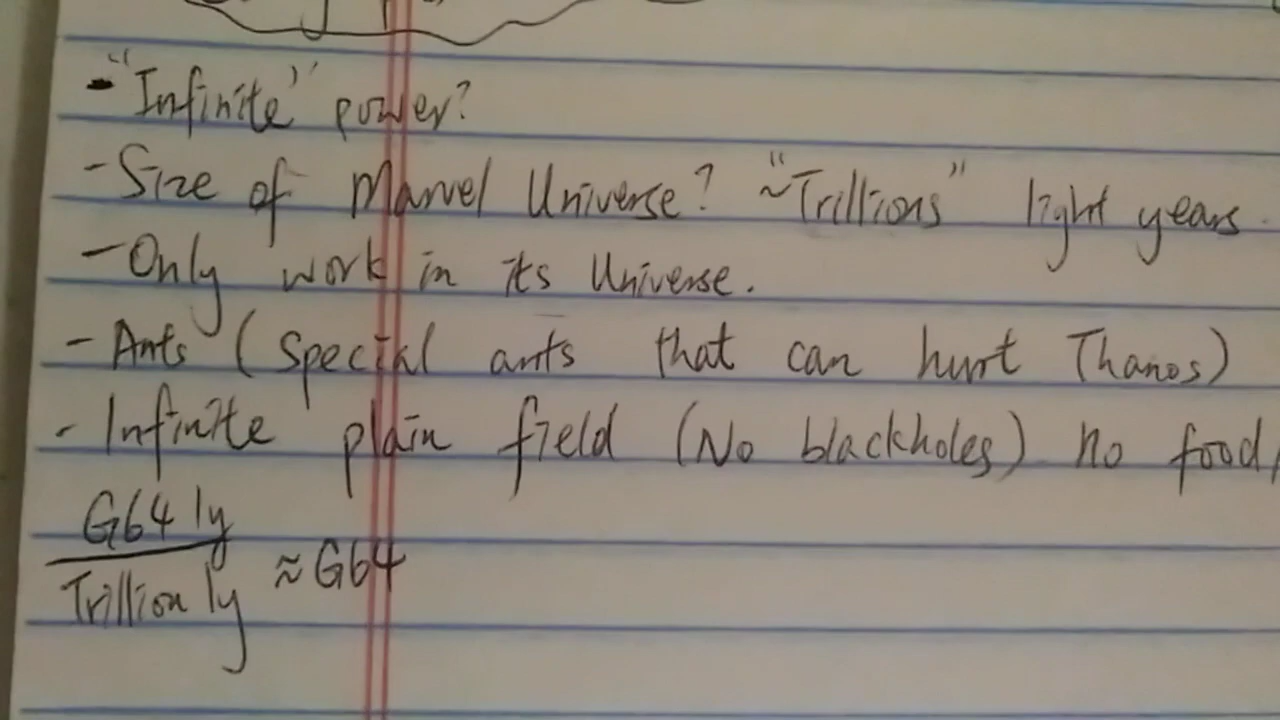 - "Infinite" power?
- Size of Marvel Universe? ~"Trillions" light years.
- Only work in its Universe.
- Ants (Special ants that can hurt Thanos)
- Infinite plain field (No blackholes) no food,
G64 ly
Trillion ly ≈ G64